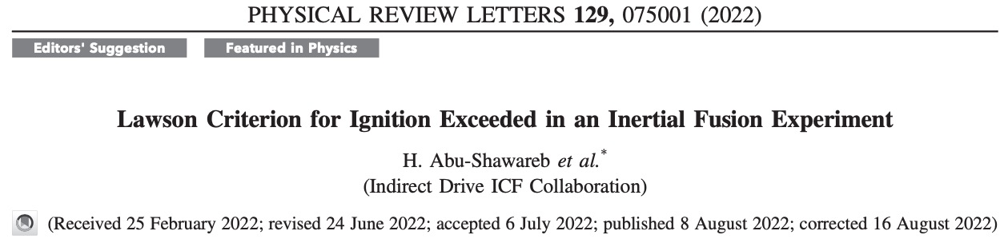 PHYSICAL REVIEW LETTERS 129, 075001 (2022)
Editors' Suggestion Featured in Physics
Lawson Criterion for Ignition Exceeded in an Inertial Fusion Experiment
H. Abu-Shawareb et al.*
(Indirect Drive ICF Collaboration)
(Received 25 February 2022; revised 24 June 2022; accepted 6 July 2022; published 8 August 2022; corrected 16 August 2022)